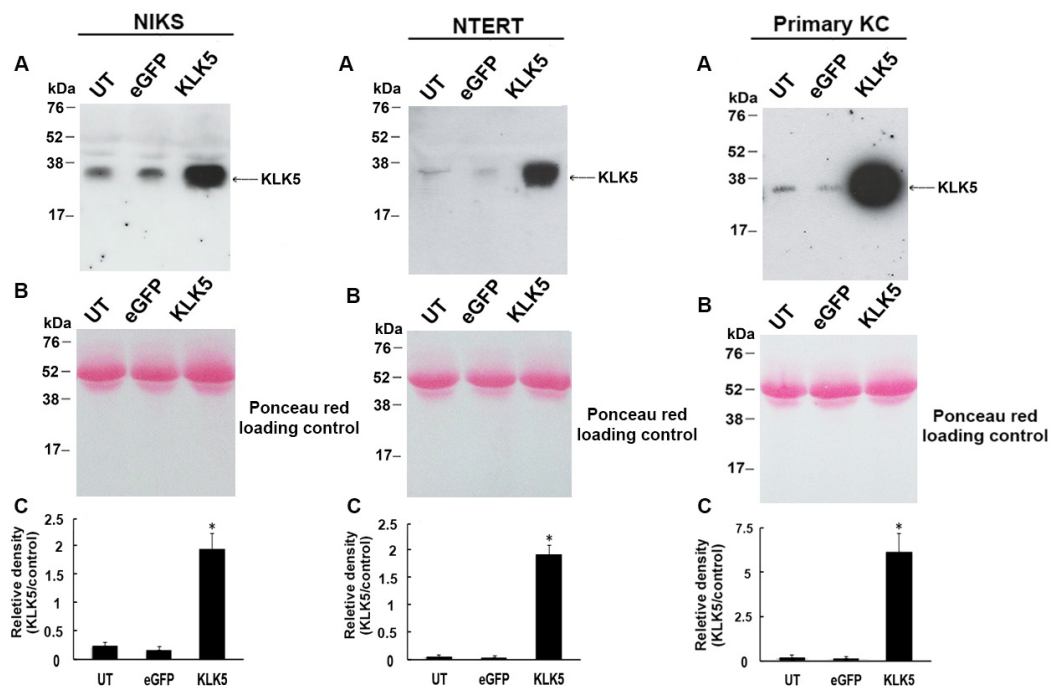 NIKS
A
UT eGFP KLK5
kDa
76
52
38
17
KLK5
B
UT eGFP KLK5
kDa
76
52
38
17
Ponceau red
loading control
C
Reletive density
(KLK5/control)
2.5
2
1.5
1
0.5
0
*
UT eGFP KLK5
NTERT
A
UT eGFP KLK5
kDa
76
52
38
17
KLK5
B
UT eGFP KLK5
kDa
76
52
38
17
Ponceau red
loading control
C
Reletive density
(KLK5/control)
2.5
2
1.5
1
0.5
0
*
UT eGFP KLK5
Primary KC
A
UT eGFP KLK5
kDa
76
52
38
17
KLK5
B
UT eGFP KLK5
kDa
76
52
38
17
Ponceau red
loading control
C
Reletive density
(KLK5/control)
7.5
6
2
0
*
UT eGFP KLK5